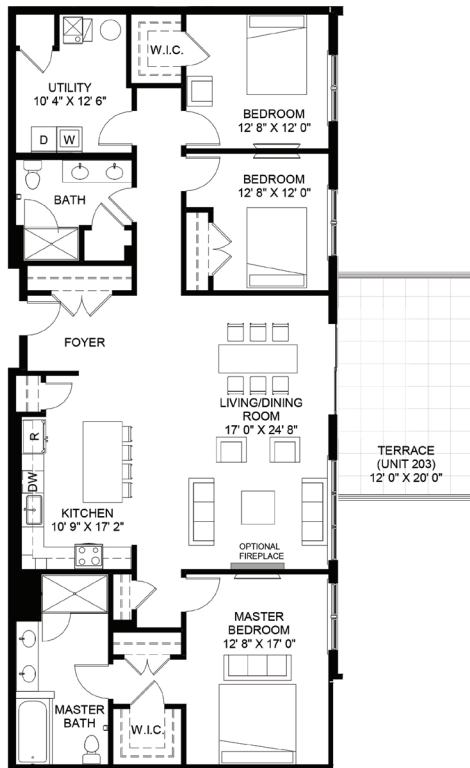 W.I.C.
UTILITY
10' 4" X 12' 6"
D W
BEDROOM
12' 8" X 12' 0"
BEDROOM
12' 8" X 12' 0"
BATH
FOYER
LIVING/DINING
ROOM
17' 0" X 24' 8"
R
DW
KITCHEN
10' 9" X 17' 2"
TERRACE
(UNIT 203)
12' 0" X 20' 0"
OPTIONAL
FIREPLACE
MASTER
BEDROOM
12' 8" X 17' 0"
MASTER
BATH
W.I.C.